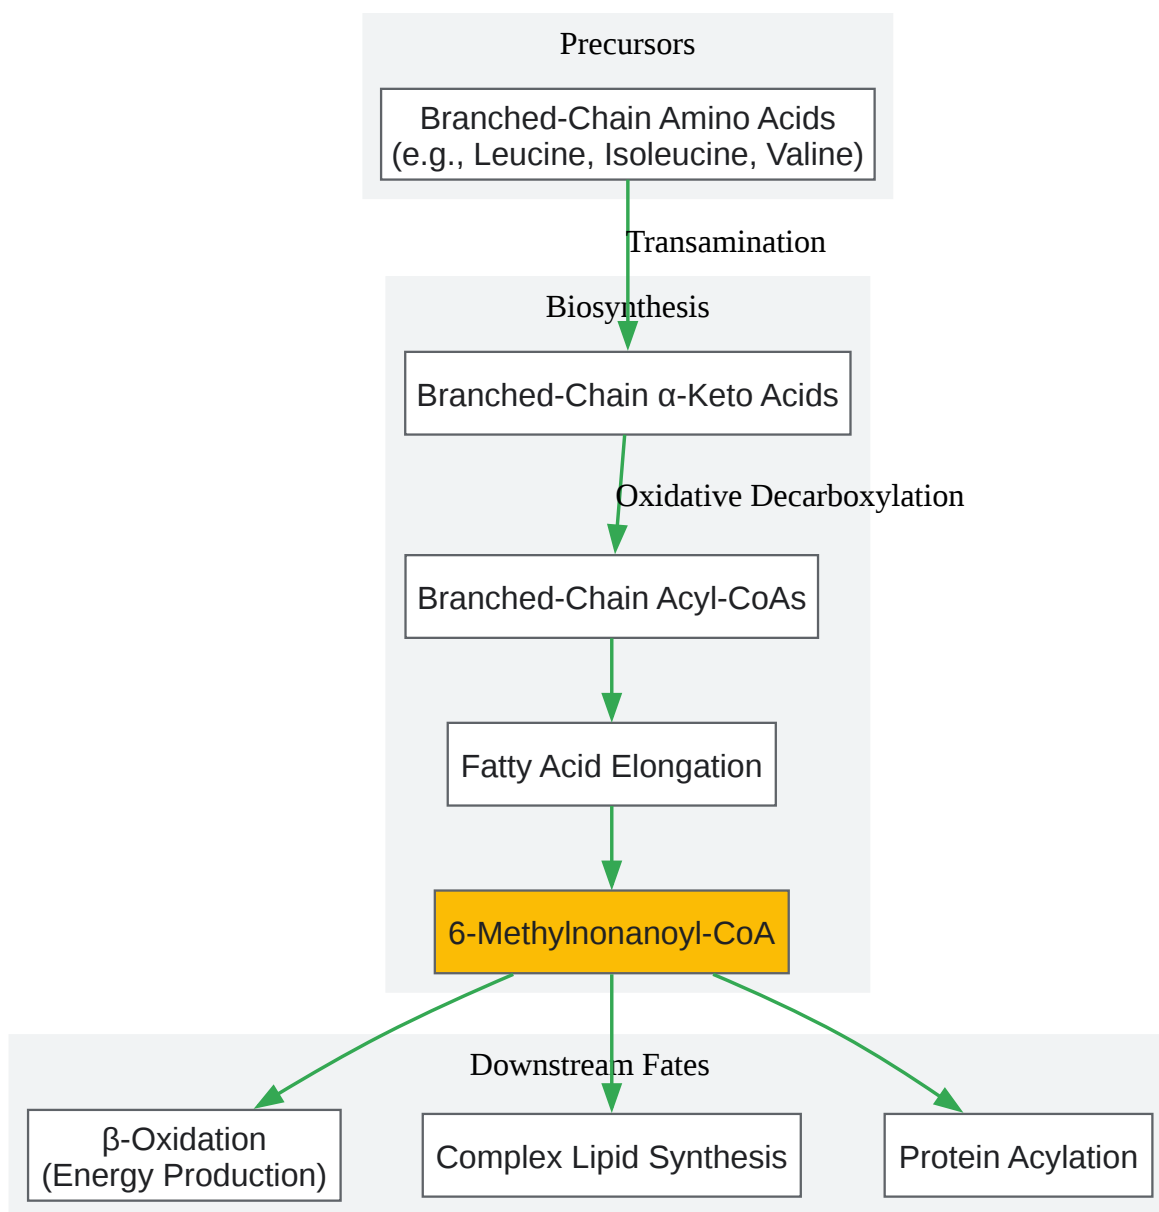 Precursors
Branched-Chain Amino Acids
(e.g., Leucine, Isoleucine, Valine)
Transamination
Biosynthesis
Branched-Chain α-Keto Acids
Oxidative Decarboxylation
Branched-Chain Acyl-CoAs
Fatty Acid Elongation
6-Methylnonanoyl-CoA
Downstream Fates
β-Oxidation
(Energy Production)
Complex Lipid Synthesis
Protein Acylation